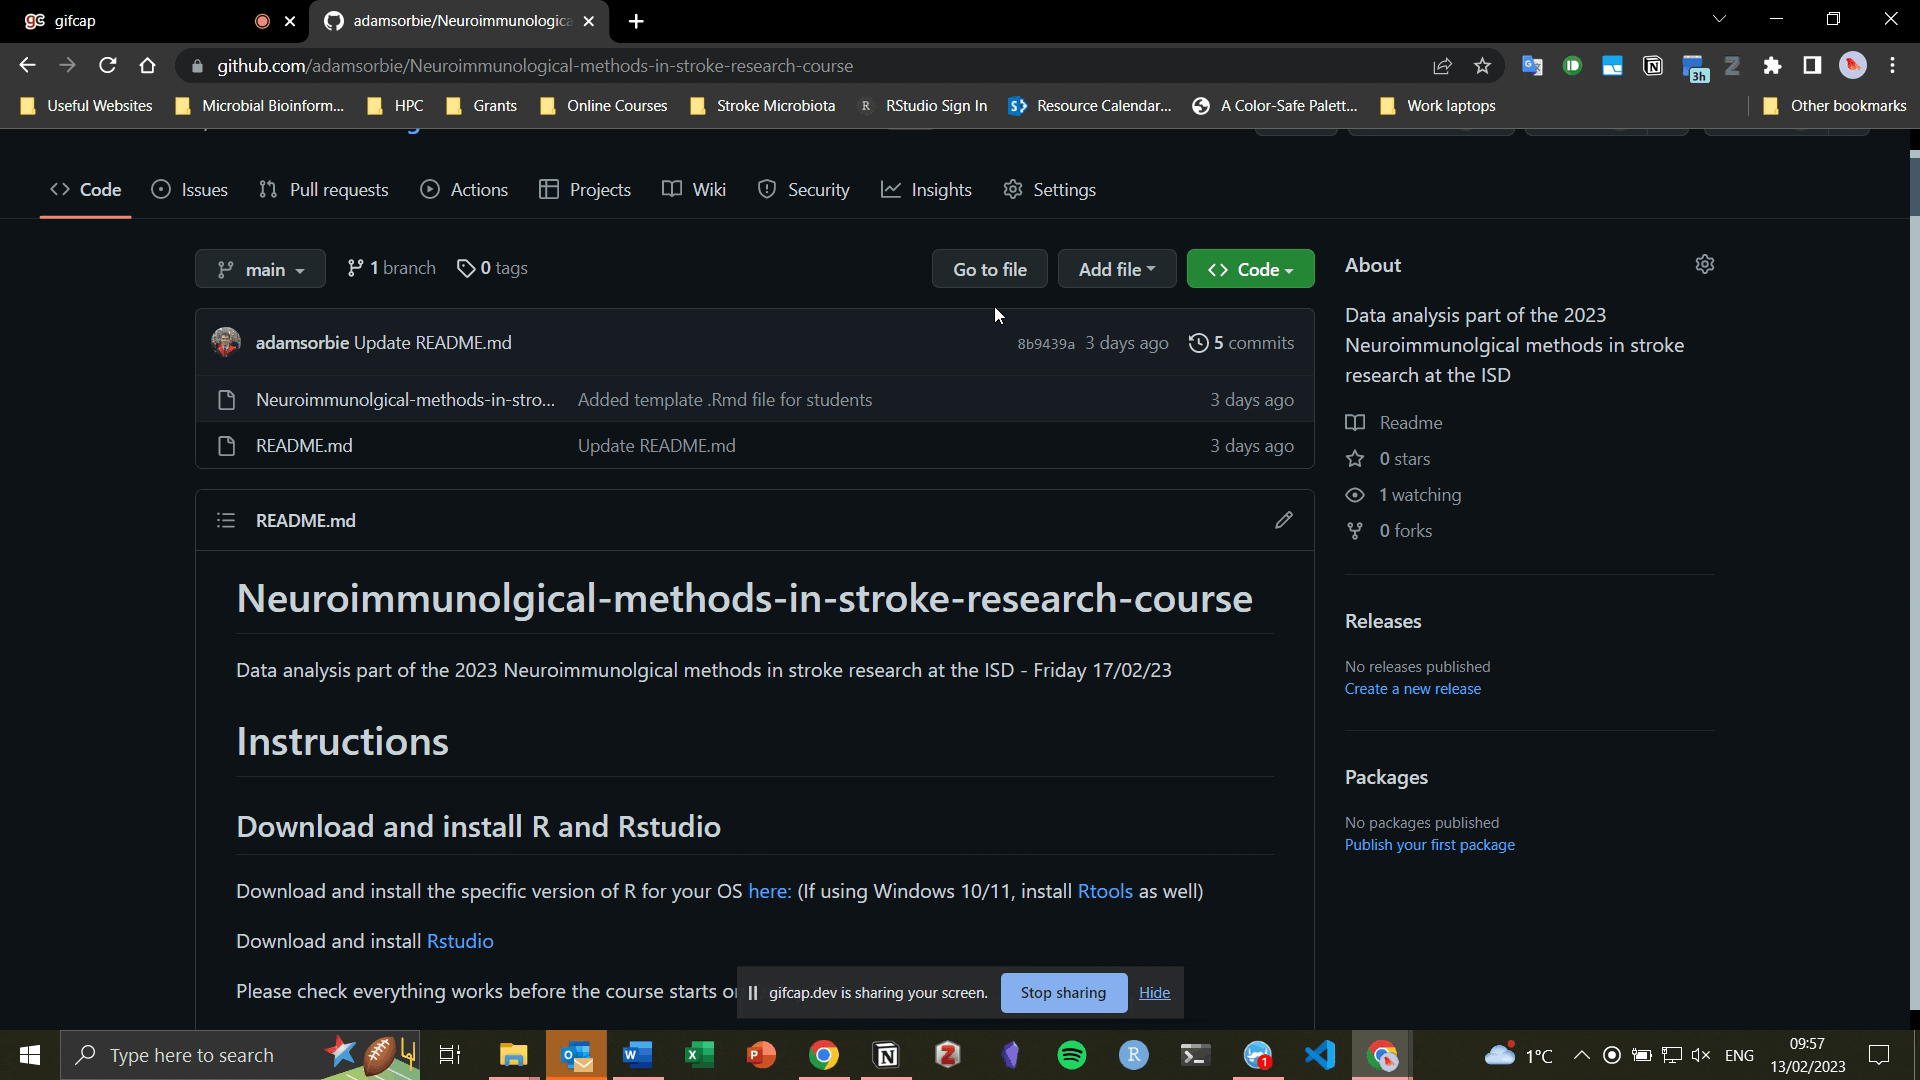 gifcap
adamsorbie/Neuroimmunologica
github.com/adamsorbie/Neuroimmunological-methods-in-stroke-research-course
3h
Useful Websites
Microbial Bioinform...
HPC
Grants
Online Courses
Stroke Microbiota
RStudio Sign In
Resource Calendar...
A Color-Safe Palett...
Work laptops
Other bookmarks
Code
Issues
Pull requests
Actions
Projects
Wiki
Security
Insights
Settings
main
1 branch
0 tags
Go to file
Add file
Code
adamsorbie Update README.md
8b9439a 3 days ago
5 commits
Neuroimmunolgical-methods-in-stro...
Added template .Rmd file for students
3 days ago
README.md
Update README.md
3 days ago
README.md
Neuroimmunolgical-methods-in-stroke-research-course
Data analysis part of the 2023 Neuroimmunolgical methods in stroke research at the ISD - Friday 17/02/23
Instructions
Download and install R and Rstudio
Download and install the specific version of R for your OS here: (If using Windows 10/11, install Rtools as well)
Download and install Rstudio
Please check everything works before the course starts
About
Data analysis part of the 2023
Neuroimmunolgical methods in stroke
research at the ISD
Readme
0 stars
1 watching
0 forks
Releases
No releases published
Create a new release
Packages
No packages published
Publish your first package
gifcap.dev is sharing your screen.
Stop sharing
Hide
Type here to search
1
1°C
ENG
09:57
13/02/2023